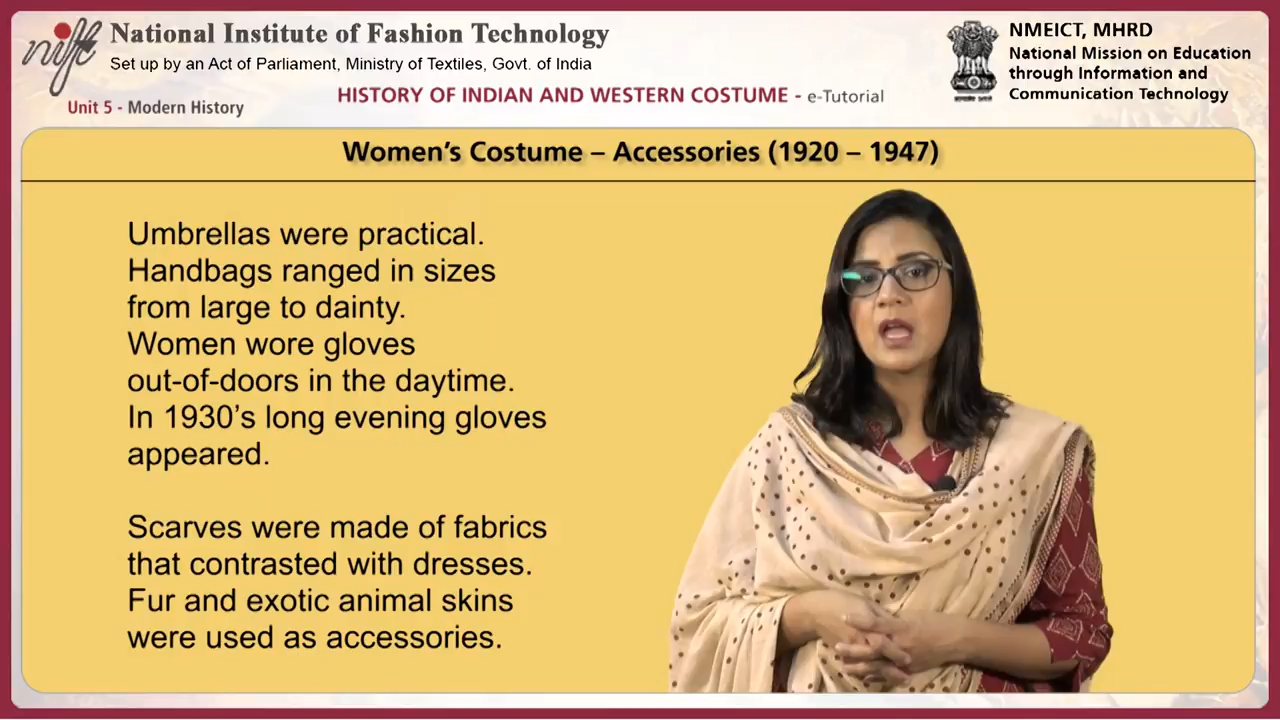 nift
National Institute of Fashion Technology
Set up by an Act of Parliament, Ministry of Textiles, Govt. of India
NMEICT, MHRD
National Mission on Education
through Information and
Communication Technology
HISTORY OF INDIAN AND WESTERN COSTUME - e-Tutorial
Unit 5 - Modern History
Women's Costume – Accessories (1920 – 1947)
Umbrellas were practical.
Handbags ranged in sizes
from large to dainty.
Women wore gloves
out-of-doors in the daytime.
In 1930's long evening gloves
appeared.
Scarves were made of fabrics
that contrasted with dresses.
Fur and exotic animal skins
were used as accessories.